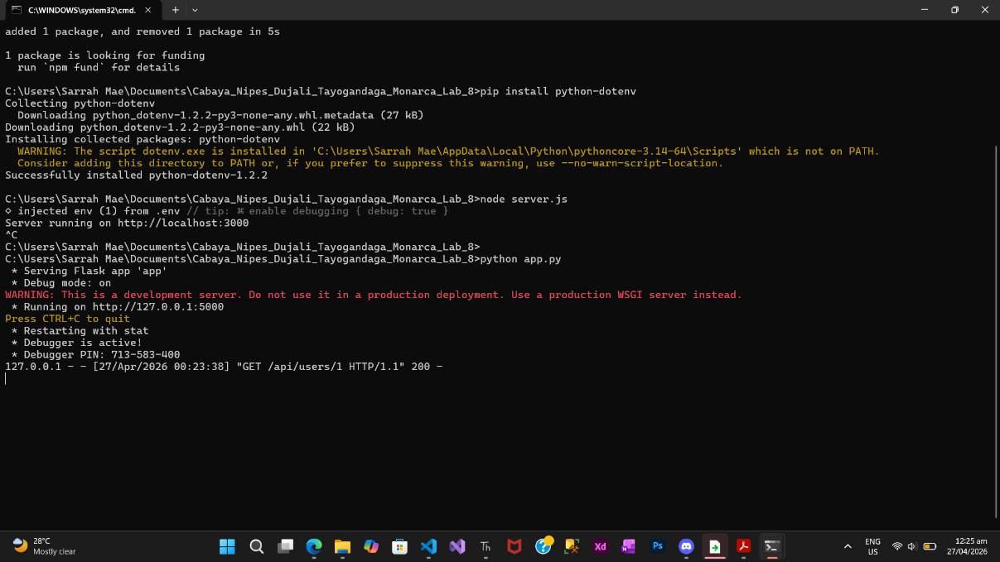 C:\WINDOWS\system32\cmd.
added 1 package, and removed 1 package in 5s
1 package is looking for funding
  run `npm fund` for details
C:\Users\Sarrah Mae\Documents\Cabaya_Nipes_Dujali_Tayogandaga_Monarca_Lab_8>pip install python-dotenv
Collecting python-dotenv
  Downloading python_dotenv-1.2.2-py3-none-any.whl.metadata (27 kB)
Downloading python_dotenv-1.2.2-py3-none-any.whl (22 kB)
Installing collected packages: python-dotenv
  WARNING: The script dotenv.exe is installed in 'C:\Users\Sarrah Mae\AppData\Local\Python\pythoncore-3.14-64\Scripts' which is not on PATH.
  Consider adding this directory to PATH or, if you prefer to suppress this warning, use --no-warn-script-location.
Successfully installed python-dotenv-1.2.2
C:\Users\Sarrah Mae\Documents\Cabaya_Nipes_Dujali_Tayogandaga_Monarca_Lab_8>node server.js
◇ injected env (1) from .env // tip: ⌘ enable debugging { debug: true }
Server running on http://localhost:3000
^C
C:\Users\Sarrah Mae\Documents\Cabaya_Nipes_Dujali_Tayogandaga_Monarca_Lab_8>
C:\Users\Sarrah Mae\Documents\Cabaya_Nipes_Dujali_Tayogandaga_Monarca_Lab_8>python app.py
 * Serving Flask app 'app'
 * Debug mode: on
WARNING: This is a development server. Do not use it in a production deployment. Use a production WSGI server instead.
 * Running on http://127.0.0.1:5000
Press CTRL+C to quit
 * Restarting with stat
 * Debugger is active!
 * Debugger PIN: 713-583-400
127.0.0.1 - - [27/Apr/2026 00:23:38] "GET /api/users/1 HTTP/1.1" 200 -
28°C
Mostly clear
Th
Xd
N
Ps
ENG
US
12:25 am
27/04/2026